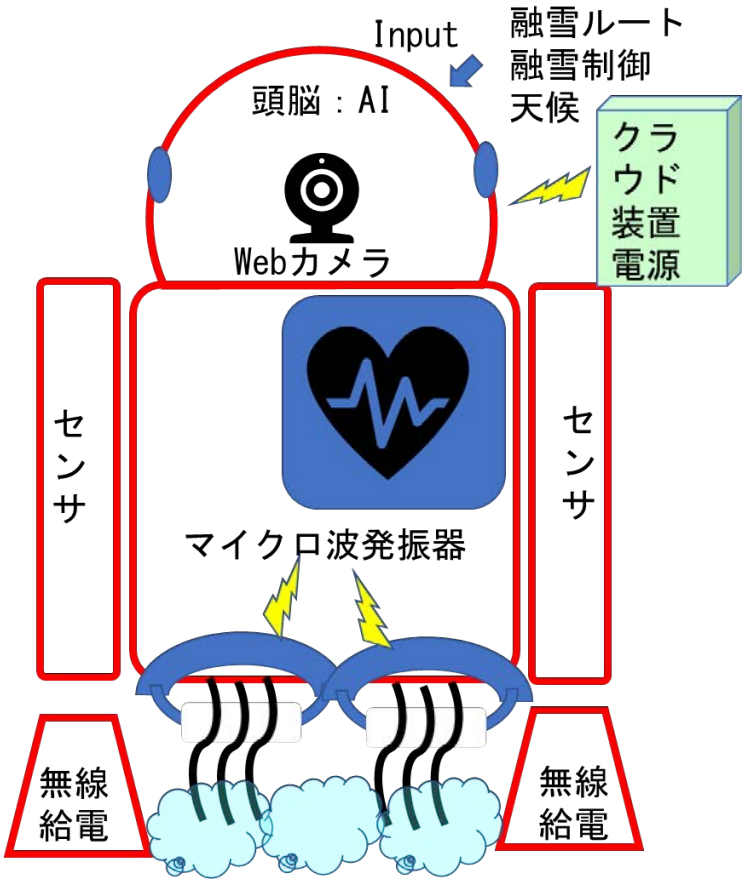 Input
融雪ルート
融雪制御
天候
頭脳：AI
クラ
ウド
装置
電源
Webカメラ
センサ
センサ
マイクロ波発振器
無線
給電
無線
給電